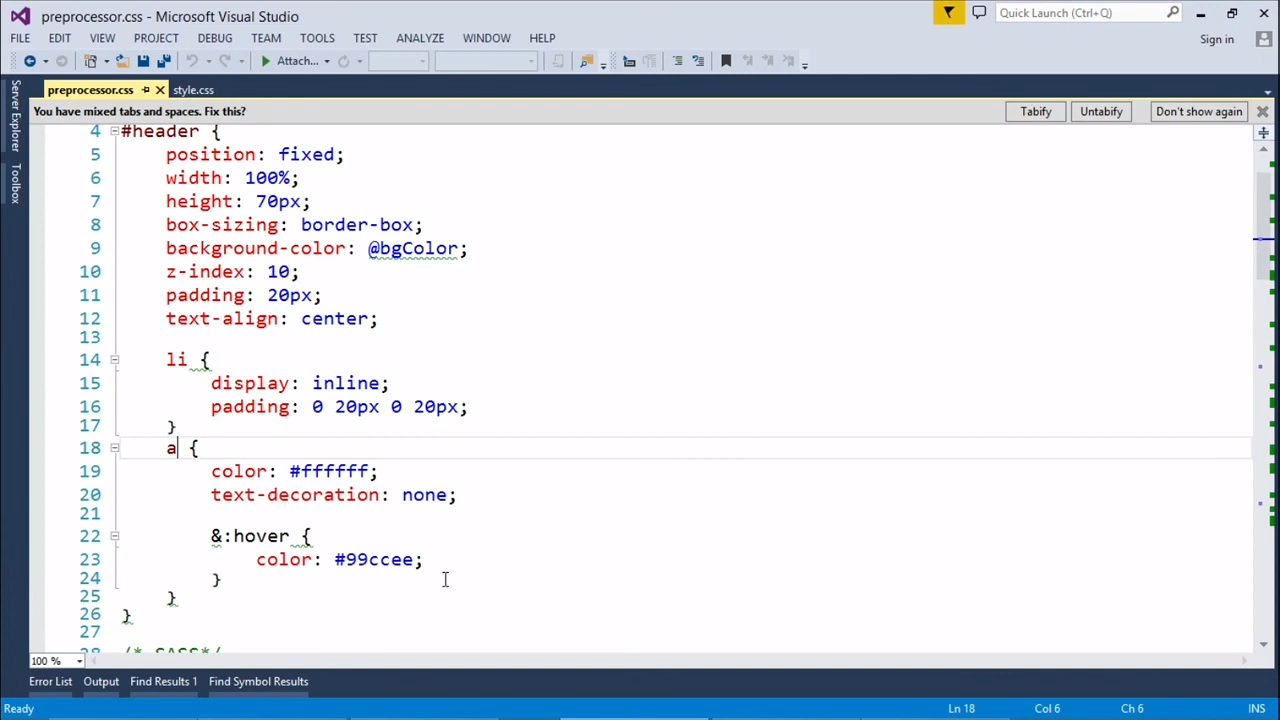 preprocessor.css - Microsoft Visual Studio
Quick Launch (Ctrl+Q)
FILE EDIT VIEW PROJECT DEBUG TEAM TOOLS TEST ANALYZE WINDOW HELP
Sign in
Attach...
Server Explorer
Toolbox
preprocessor.css style.css
You have mixed tabs and spaces. Fix this? Tabify Untabify Don't show again
4 #header {
5 position: fixed;
6 width: 100%;
7 height: 70px;
8 box-sizing: border-box;
9 background-color: @bgColor;
10 z-index: 10;
11 padding: 20px;
12 text-align: center;
13
14 li {
15 display: inline;
16 padding: 0 20px 0 20px;
17 }
18 a {
19 color: #ffffff;
20 text-decoration: none;
21
22 &:hover {
23 color: #99ccee;
24 }
25 }
26 }
27
28 /* SASS*/
100 %
Error List Output Find Results 1 Find Symbol Results
Ready Ln 18 Col 6 Ch 6 INS